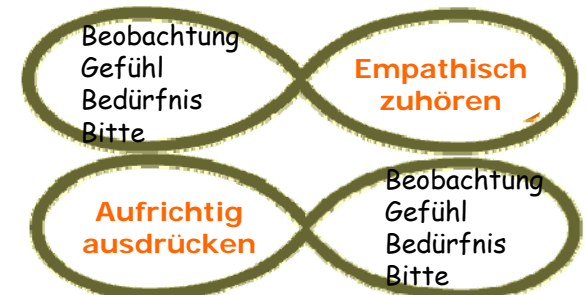 Beobachtung
Gefühl
Bedürfnis
Bitte
Empathisch
zuhören
Aufrichtig
ausdrücken
Beobachtung
Gefühl
Bedürfnis
Bitte